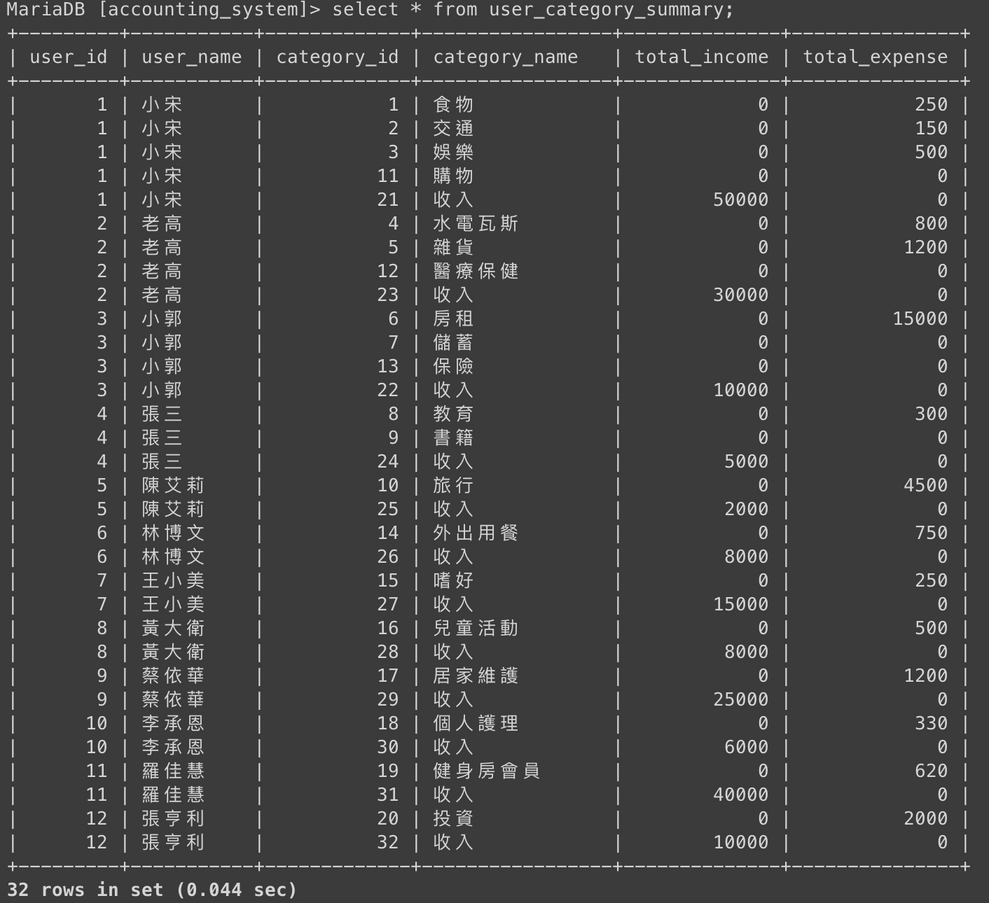 MariaDB [accounting_system]> select * from user_category_summary;
+---------+-----------+-------------+-----------------+--------------+---------------+
| user_id | user_name | category_id | category_name   | total_income | total_expense |
+---------+-----------+-------------+-----------------+--------------+---------------+
|       1 | 小宋      |           1 | 食物            |            0 |           250 |
|       1 | 小宋      |           2 | 交通            |            0 |           150 |
|       1 | 小宋      |           3 | 娛樂            |            0 |           500 |
|       1 | 小宋      |          11 | 購物            |            0 |             0 |
|       1 | 小宋      |          21 | 收入            |        50000 |             0 |
|       2 | 老高      |           4 | 水電瓦斯        |            0 |           800 |
|       2 | 老高      |           5 | 雜貨            |            0 |          1200 |
|       2 | 老高      |          12 | 醫療保健        |            0 |             0 |
|       2 | 老高      |          23 | 收入            |        30000 |             0 |
|       3 | 小郭      |           6 | 房租            |            0 |         15000 |
|       3 | 小郭      |           7 | 儲蓄            |            0 |             0 |
|       3 | 小郭      |          13 | 保險            |            0 |             0 |
|       3 | 小郭      |          22 | 收入            |        10000 |             0 |
|       4 | 張三      |           8 | 教育            |            0 |           300 |
|       4 | 張三      |           9 | 書籍            |            0 |             0 |
|       4 | 張三      |          24 | 收入            |         5000 |             0 |
|       5 | 陳艾莉    |          10 | 旅行            |            0 |          4500 |
|       5 | 陳艾莉    |          25 | 收入            |         2000 |             0 |
|       6 | 林博文    |          14 | 外出用餐        |            0 |           750 |
|       6 | 林博文    |          26 | 收入            |         8000 |             0 |
|       7 | 王小美    |          15 | 嗜好            |            0 |           250 |
|       7 | 王小美    |          27 | 收入            |        15000 |             0 |
|       8 | 黃大衛    |          16 | 兒童活動        |            0 |           500 |
|       8 | 黃大衛    |          28 | 收入            |         8000 |             0 |
|       9 | 蔡依華    |          17 | 居家維護        |            0 |          1200 |
|       9 | 蔡依華    |          29 | 收入            |        25000 |             0 |
|      10 | 李承恩    |          18 | 個人護理        |            0 |           330 |
|      10 | 李承恩    |          30 | 收入            |         6000 |             0 |
|      11 | 羅佳慧    |          19 | 健身房會員      |            0 |           620 |
|      11 | 羅佳慧    |          31 | 收入            |        40000 |             0 |
|      12 | 張亨利    |          20 | 投資            |            0 |          2000 |
|      12 | 張亨利    |          32 | 收入            |        10000 |             0 |
+---------+-----------+-------------+-----------------+--------------+---------------+
32 rows in set (0.044 sec)